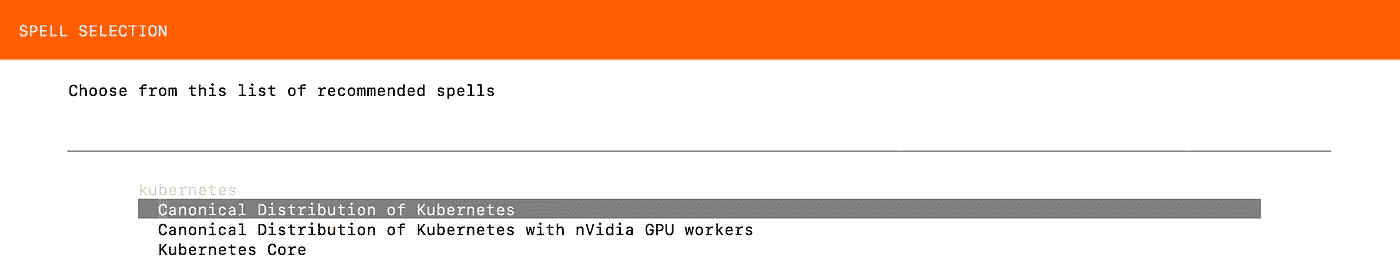 SPELL SELECTION
Choose from this list of recommended spells
kubernetes
Canonical Distribution of Kubernetes
Canonical Distribution of Kubernetes with nVidia GPU workers
Kubernetes Core